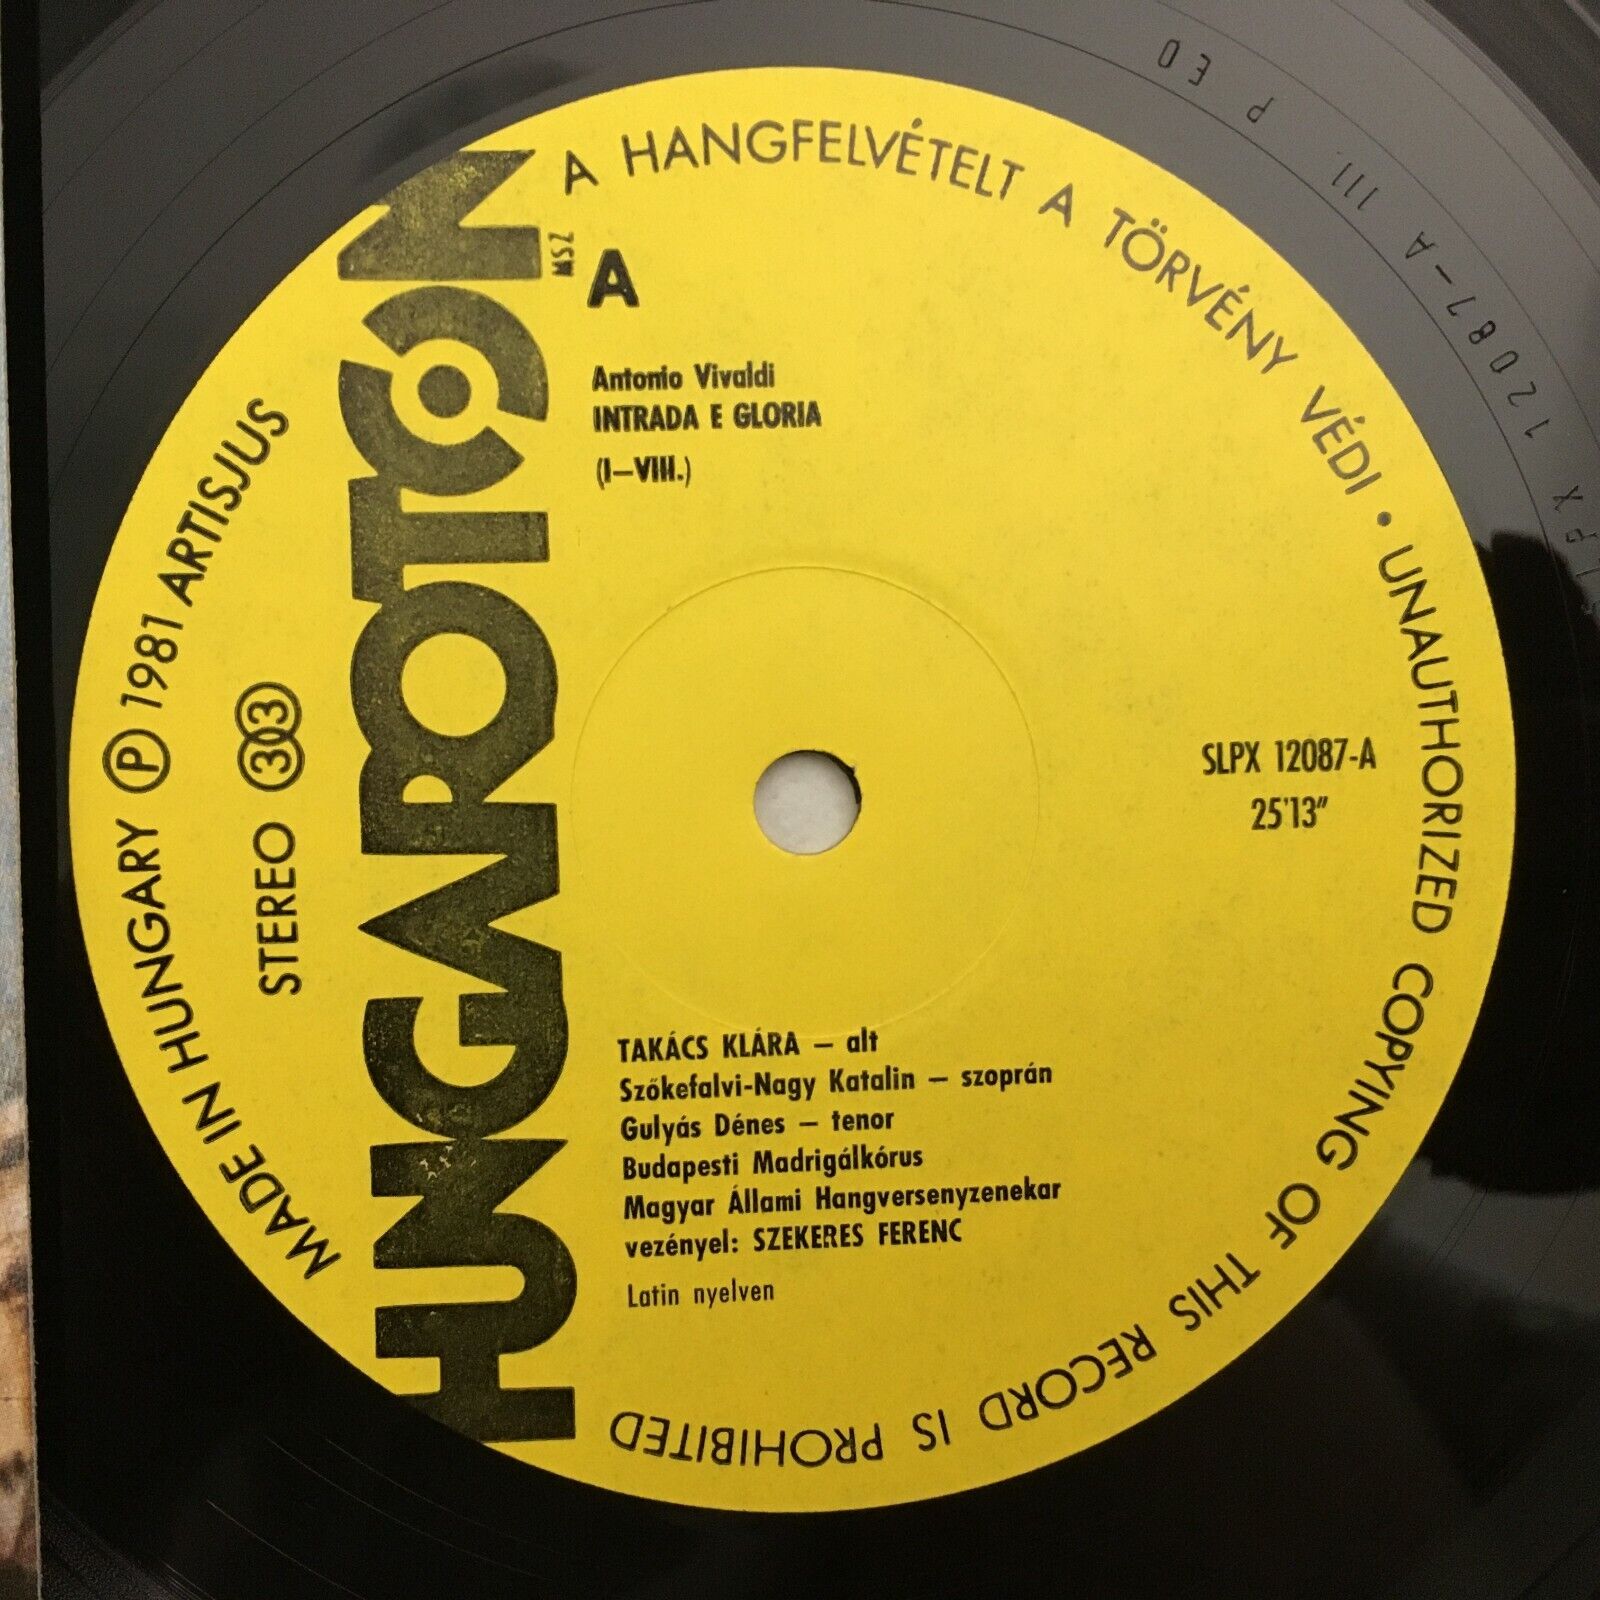 HUNGAROTON
MSZ
A
Antonio Vivaldi
INTRADA E GLORIA
(I–VIII.)
SLPX 12087-A
25'13"
TAKÁCS KLÁRA – alt
Szőkefalvi-Nagy Katalin – szoprán
Gulyás Dénes – tenor
Budapesti Madrigálkórus
Magyar Állami Hangversenyzenekar
vezényel: SZEKERES FERENC
Latin nyelven
STEREO 33
MADE IN HUNGARY Ⓟ 1981 ARTISJUS
A HANGFELVÉTELT A TÖRVÉNY VÉDI • UNAUTHORIZED COPYING OF THIS RECORD IS PROHIBITED
12087-A III.